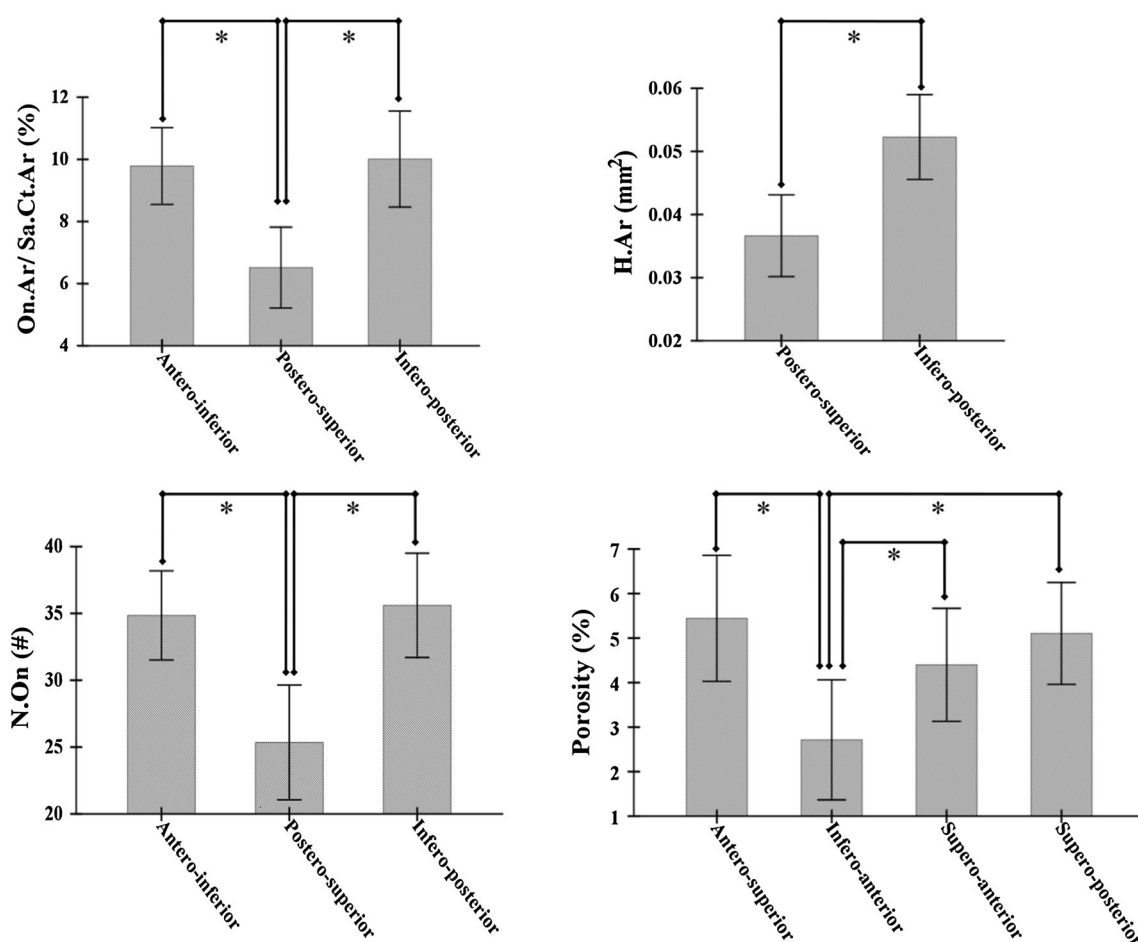 * *
On.Ar/ Sa.Ct.Ar (%)
12
10
8
6
4
Antero-inferior
Postero-superior
Infero-posterior
*
H.Ar (mm²)
0.06
0.05
0.04
0.03
0.02
Postero-superior
Infero-posterior
* *
N.On (#)
40
35
30
25
20
Antero-inferior
Postero-superior
Infero-posterior
* *
*
Porosity (%)
7
6
5
4
3
2
1
Antero-superior
Infero-anterior
Supero-anterior
Supero-posterior